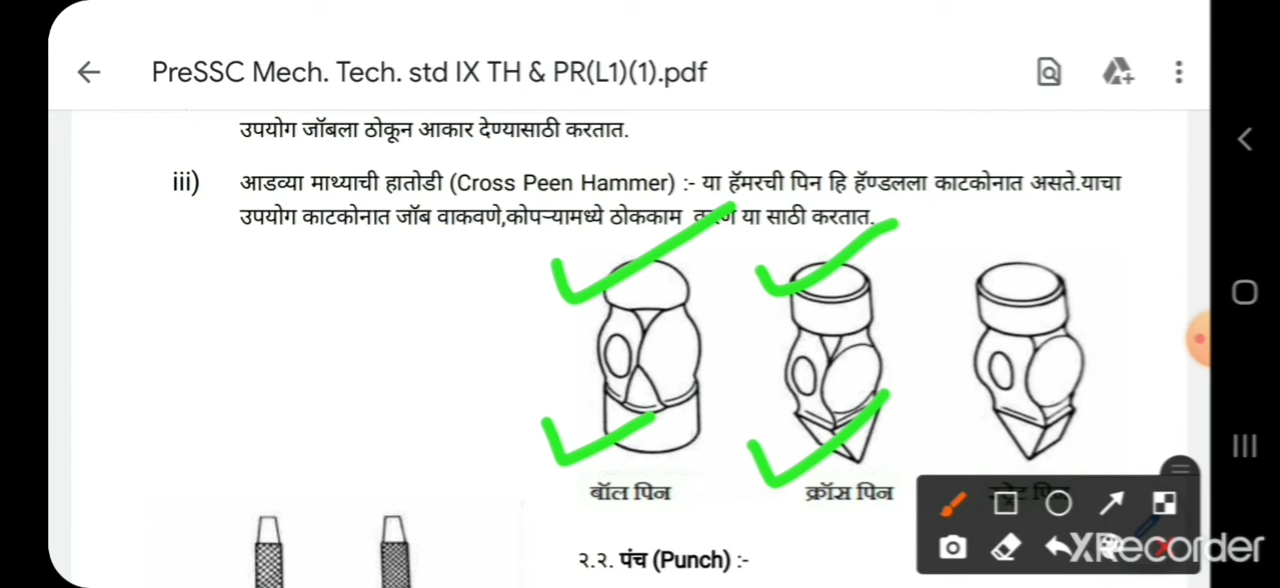 PreSSC Mech. Tech. std IX TH & PR(L1)(1).pdf
उपयोग जॉबला ठोकून आकार देण्यासाठी करतात.
iii) आडव्या माथ्याची हातोडी (Cross Peen Hammer) :- या हॅमरची पिन हि हॅण्डलला काटकोनात असते.याचा
उपयोग काटकोनात जॉब वाकवणे,कोपऱ्यामध्ये ठोककाम या साठी करतात.
बॉल पिन क्रॉस पिन
२.२. पंच (Punch) :-
XRecorder